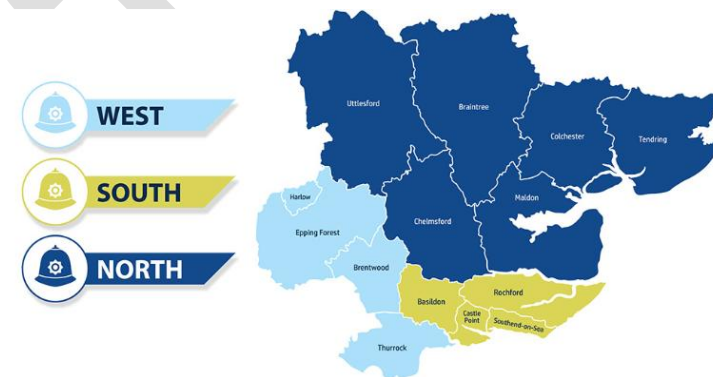 WEST
SOUTH
NORTH
Uttlesford
Braintree
Colchester
Tendring
Harlow
Maldon
Chelmsford
Epping Forest
Brentwood
Basildon
Rochford
Castle
Point
Southend-on-Sea
Thurrock